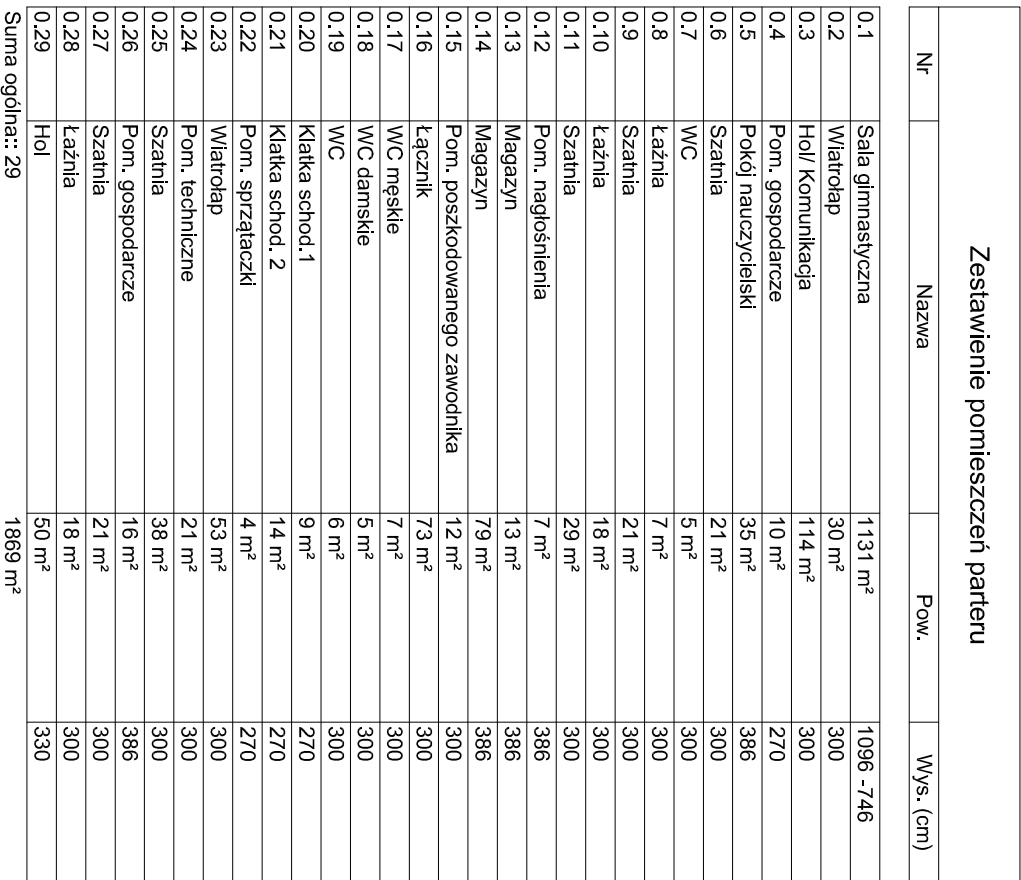 Zestawienie pomieszczeń parteru
Nr Nazwa Pow. Wys. (cm)
0.1 Sala gimnastyczna 1131 m² 1096 -746
0.2 Wiatrołap 30 m² 300
0.3 Hol/ Komunikacja 114 m² 300
0.4 Pom. gospodarcze 10 m² 270
0.5 Pokój nauczycielski 35 m² 386
0.6 Szatnia 21 m² 300
0.7 WC 5 m² 300
0.8 Łaźnia 7 m² 300
0.9 Szatnia 21 m² 300
0.10 Łaźnia 18 m² 300
0.11 Szatnia 29 m² 300
0.12 Pom. nagłośnienia 7 m² 386
0.13 Magazyn 13 m² 386
0.14 Magazyn 79 m² 386
0.15 Pom. poszkodowanego zawodnika 12 m² 300
0.16 Łącznik 73 m² 300
0.17 WC męskie 7 m² 300
0.18 WC damskie 5 m² 300
0.19 WC 6 m² 300
0.20 Klatka schod.1 9 m² 270
0.21 Klatka schod. 2 14 m² 270
0.22 Pom. sprzątaczki 4 m² 270
0.23 Wiatrołap 53 m² 300
0.24 Pom. techniczne 21 m² 300
0.25 Szatnia 38 m² 300
0.26 Pom. gospodarcze 16 m² 386
0.27 Szatnia 21 m² 300
0.28 Łaźnia 18 m² 300
0.29 Hol 50 m² 330
Suma ogólna:: 29 1869 m²